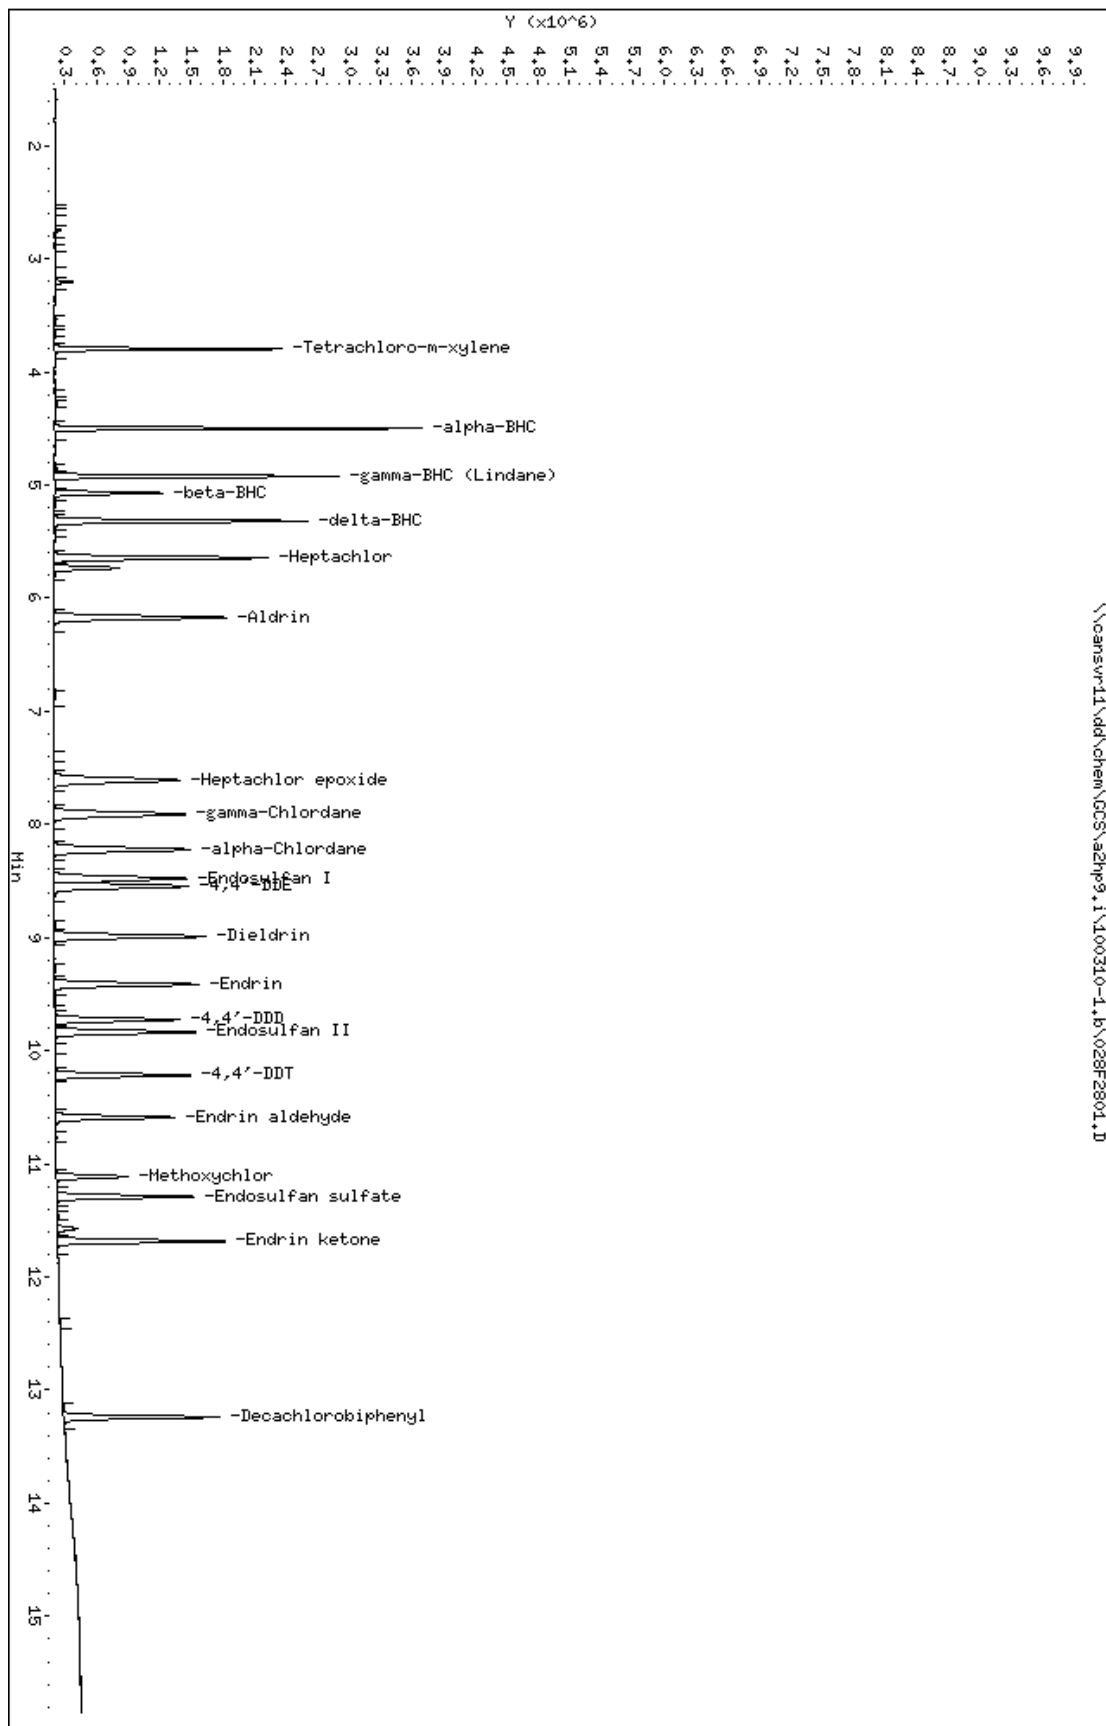 Y (x10^6)
0.3
0.6
0.9
1.2
1.5
1.8
2.1
2.4
2.7
3.0
3.3
3.6
3.9
4.2
4.5
4.8
5.1
5.4
5.7
6.0
6.3
6.6
6.9
7.2
7.5
7.8
8.1
8.4
8.7
9.0
9.3
9.6
9.9
2
3
4
5
6
7
8
9
10
11
12
13
14
15
Min
-Tetrachloro-m-xylene
-alpha-BHC
-gamma-BHC (Lindane)
-beta-BHC
-delta-BHC
-Heptachlor
-Aldrin
-Heptachlor epoxide
-gamma-Chlordane
-alpha-Chlordane
-Endosulfan I
-4,4'-DDE
-Dieldrin
-Endrin
-4,4'-DDD
-Endosulfan II
-4,4'-DDT
-Endrin aldehyde
-Methoxychlor
-Endosulfan sulfate
-Endrin ketone
-Decachlorobiphenyl
\\cansvr11\dd\chem\GCS\a2hp9.i\100310-1.b\028F2801.D